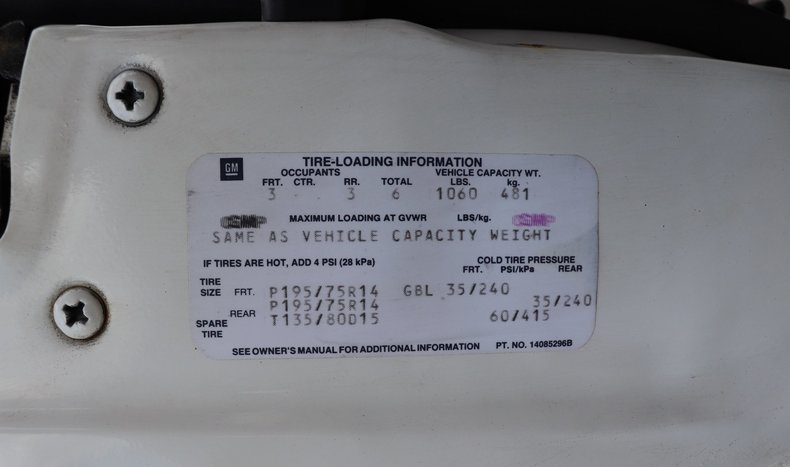 GM TIRE-LOADING INFORMATION
OCCUPANTS VEHICLE CAPACITY WT.
FRT. CTR. RR. TOTAL LBS. kg.
3 3 6 1060 481
MAXIMUM LOADING AT GVWR LBS/kg.
SAME AS VEHICLE CAPACITY WEIGHT
IF TIRES ARE HOT, ADD 4 PSI (28 kPa) COLD TIRE PRESSURE
FRT. PSI/kPa REAR
TIRE SIZE FRT. P195/75R14 GBL 35/240
REAR P195/75R14 35/240
SPARE TIRE T135/80D15 60/415
SEE OWNER'S MANUAL FOR ADDITIONAL INFORMATION PT. NO. 14085296B